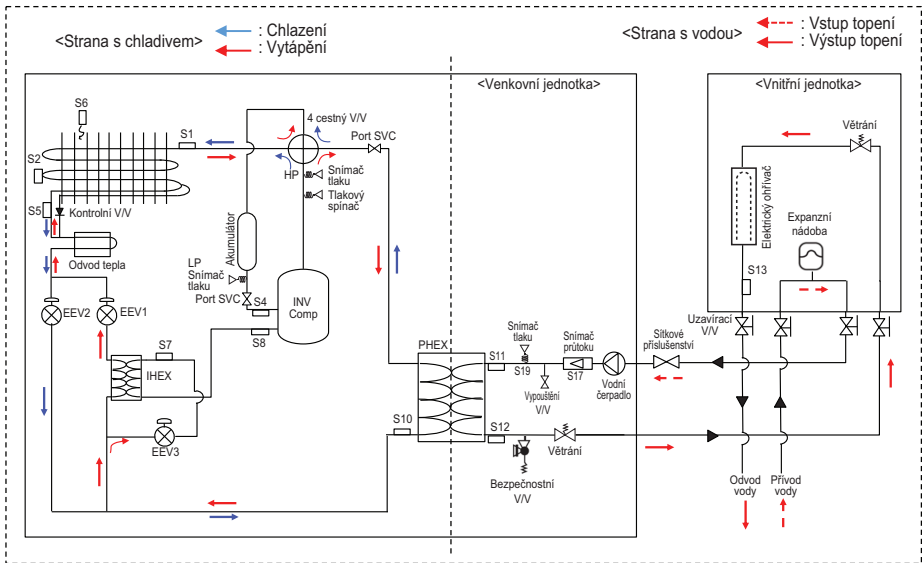 <Strana s chladivem>
: Chlazení
: Vytápění
<Strana s vodou>
: Vstup topení
: Výstup topení
<Venkovní jednotka>
<Vnitřní jednotka>
S6
S1
S2
S5
Kontrolní V/V
Odvod tepla
4 cestný V/V
Port SVC
HP
Snímač
tlaku
Tlakový
spínač
Akumulátor
LP
Snímač
tlaku
Port SVC
S4
S8
INV
Comp
EEV2
EEV1
S7
IHEX
EEV3
PHEX
S10
S11
S12
Snímač
tlaku
S19
Vypouštění
V/V
Snímač
průtoku
S17
Vodní
čerpadlo
Sítkové
příslušenství
Bezpečnostní
V/V
Větrání
Větrání
Elektrický ohřívač
Expanzní
nádoba
S13
Uzavírací
V/V
Odvod
vody
Přívod
vody